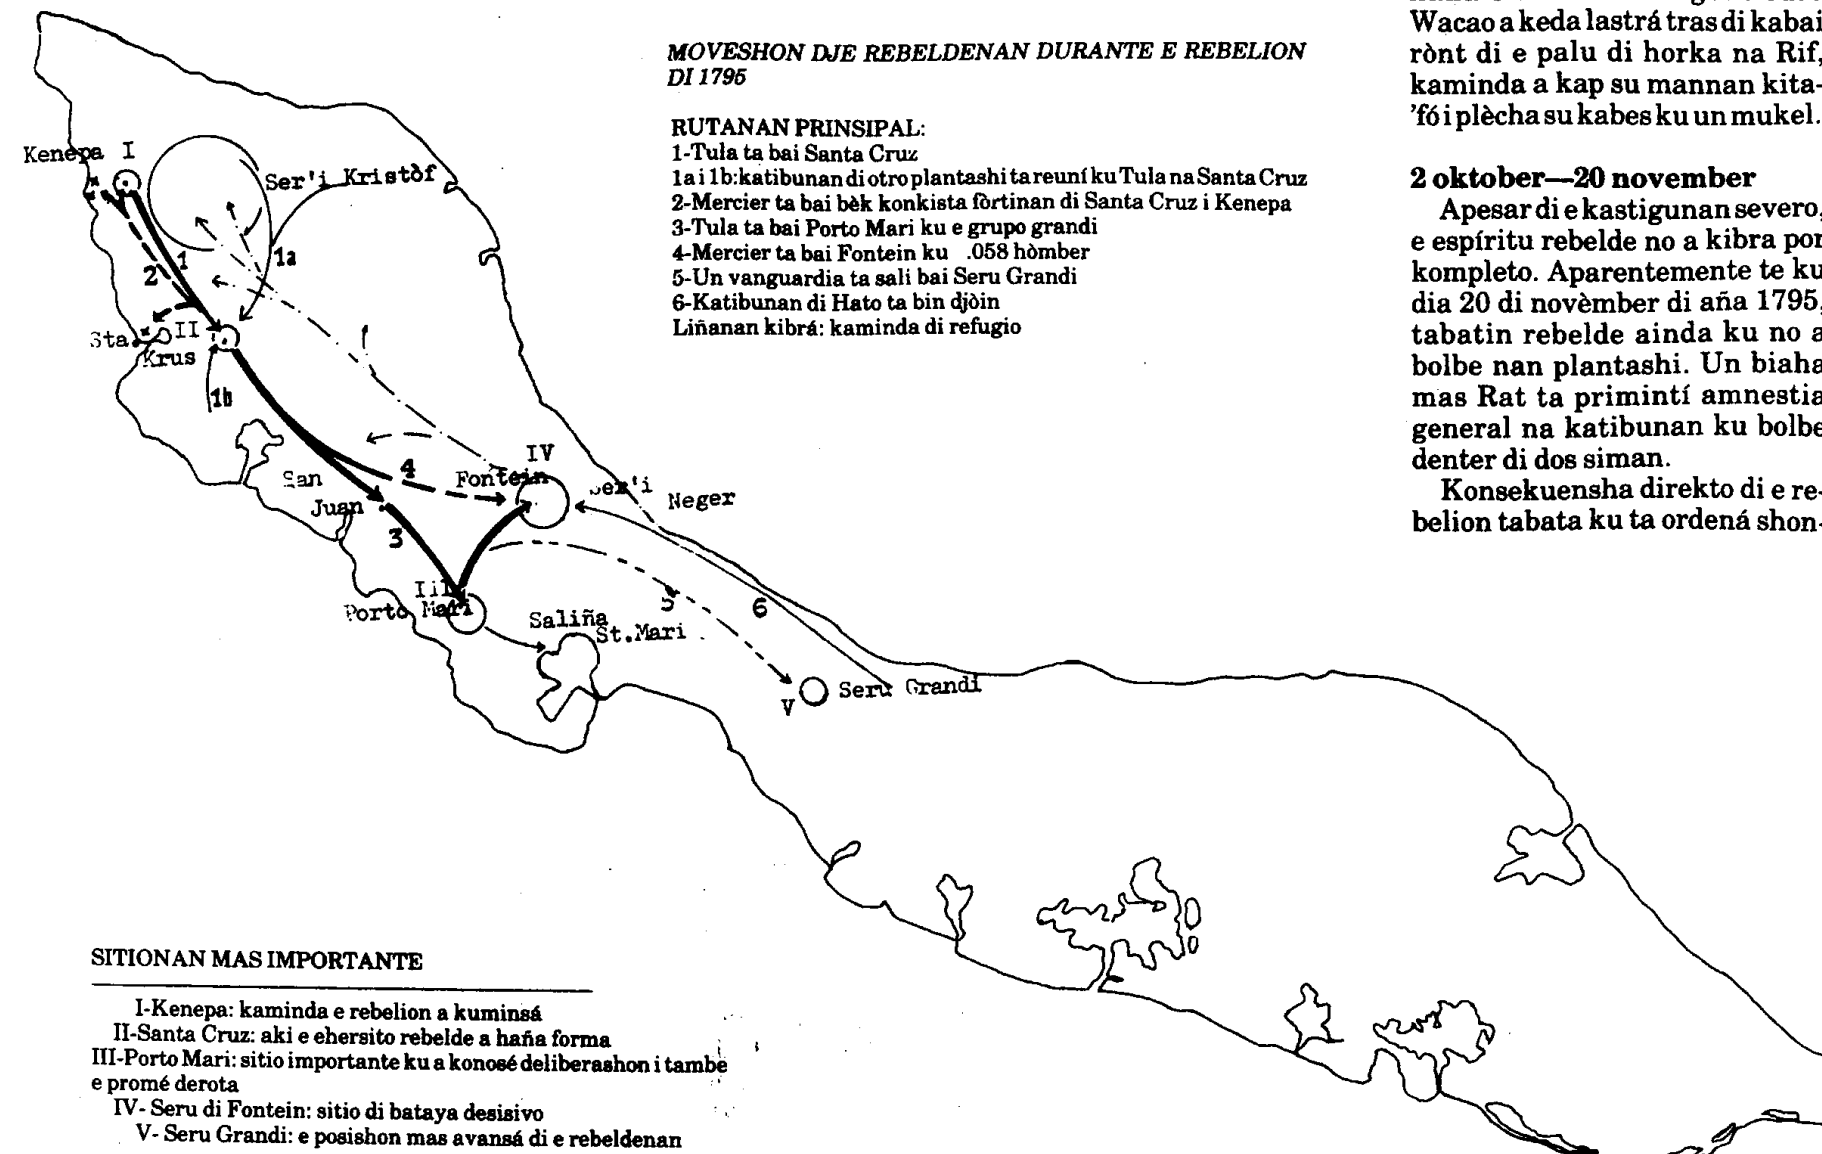 MOVESHON DJE REBELDENAN DURANTE E REBELION
DI 1795
RUTANAN PRINSIPAL:
1-Tula ta bai Santa Cruz
1a i 1b:katibunan di otro plantashi ta reuní ku Tula na Santa Cruz
2-Mercier ta bai bèk konkista fòrtinan di Santa Cruz i Kenepa
3-Tula ta bai Porto Mari ku e grupo grandi
4-Mercier ta bai Fontein ku .058 hòmber
5-Un vanguardia ta sali bai Seru Grandi
6-Katibunan di Hato ta bin djòin
Liñanan kibrá: kaminda di refugio
Kenepa I
Ser'i Kristòf
1a
1
2
Sta. II
Krus
1b
IV
4
Fontein
San
Juan
Ser'i
Neger
3
III
Porto Mari
Saliña
St.Mari
5
6
V
Seru Grandi
SITIONAN MAS IMPORTANTE
I-Kenepa: kaminda e rebelion a kuminsá
II-Santa Cruz: aki e ehersito rebelde a haña forma
III-Porto Mari: sitio importante ku a konosé deliberashon i tambe
e promé derota
IV- Seru di Fontein: sitio di bataya desisivo
V- Seru Grandi: e posishon mas avansá di e rebeldenan
Wacao a keda lastrá tras di kabai
rònt di e palu di horka na Rif,
kaminda a kap su mannan kita-
'fó i plècha su kabes ku un mukel.
2 oktober—20 november
Apesar di e kastigunan severo,
e espíritu rebelde no a kibra por
kompleto. Aparentemente te ku
dia 20 di novèmber di aña 1795,
tabatin rebelde ainda ku no a
bolbe nan plantashi. Un biaha
mas Rat ta primintí amnestia
general na katibunan ku bolbe
denter di dos siman.
Konsekuensha direkto di e re-
belion tabata ku ta ordená shon-